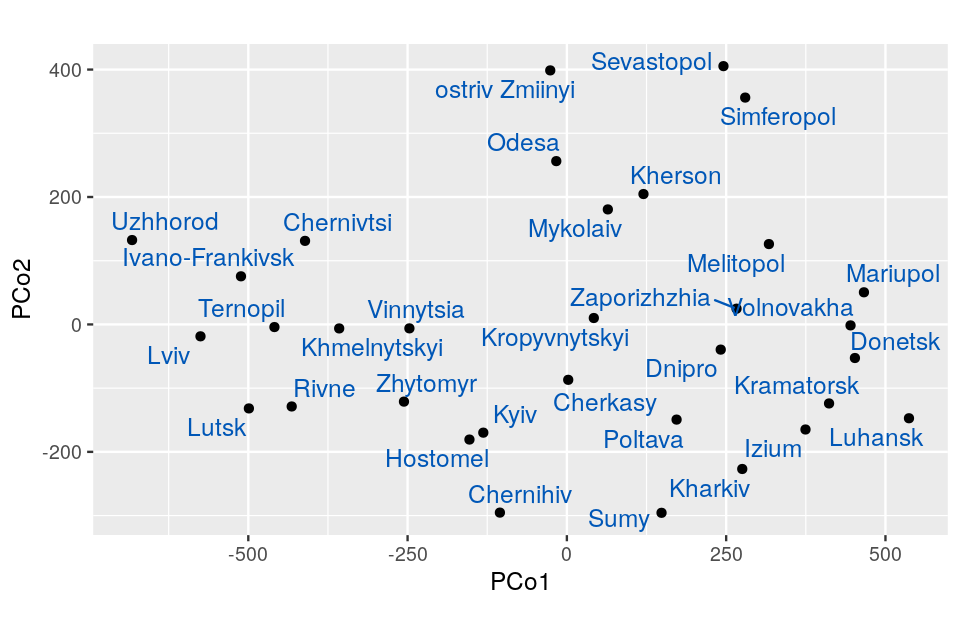 400
200
0
-200
PCo2
Sevastopol
ostriv Zmiinyi
Simferopol
Odesa
Kherson
Mykolaiv
Uzhhorod
Chernivtsi
Ivano-Frankivsk
Melitopol
Mariupol
Zaporizhzhia
Volnovakha
Ternopil
Vinnytsia
Kropyvnytskyi
Donetsk
Lviv
Khmelnytskyi
Dnipro
Rivne
Zhytomyr
Kramatorsk
Cherkasy
Kyiv
Lutsk
Poltava
Luhansk
Izium
Hostomel
Kharkiv
Chernihiv
Sumy
-500
-250
0
250
500
PCo1